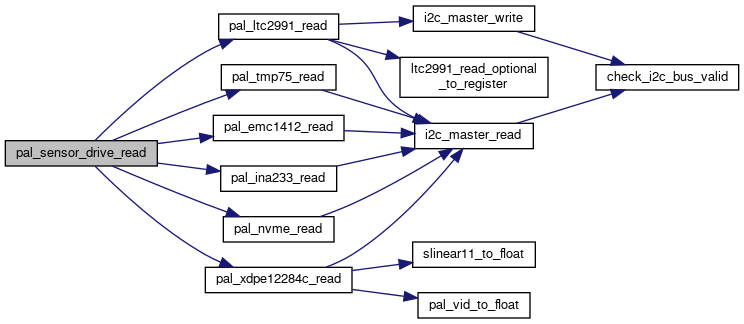 pal_sensor_drive_read
pal_ltc2991_read
pal_tmp75_read
pal_emc1412_read
pal_ina233_read
pal_nvme_read
pal_xdpe12284c_read
i2c_master_write
ltc2991_read_optional
_to_register
i2c_master_read
slinear11_to_float
pal_vid_to_float
check_i2c_bus_valid